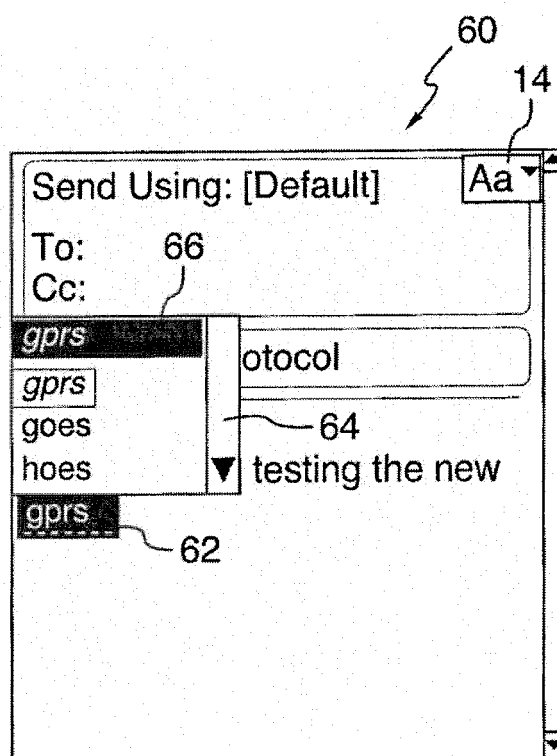 60
14
Send Using: [Default]
Aa
To:
66
Cc:
gprs
otocol
gprs
goes
64
hoes
testing the new
gprs
62